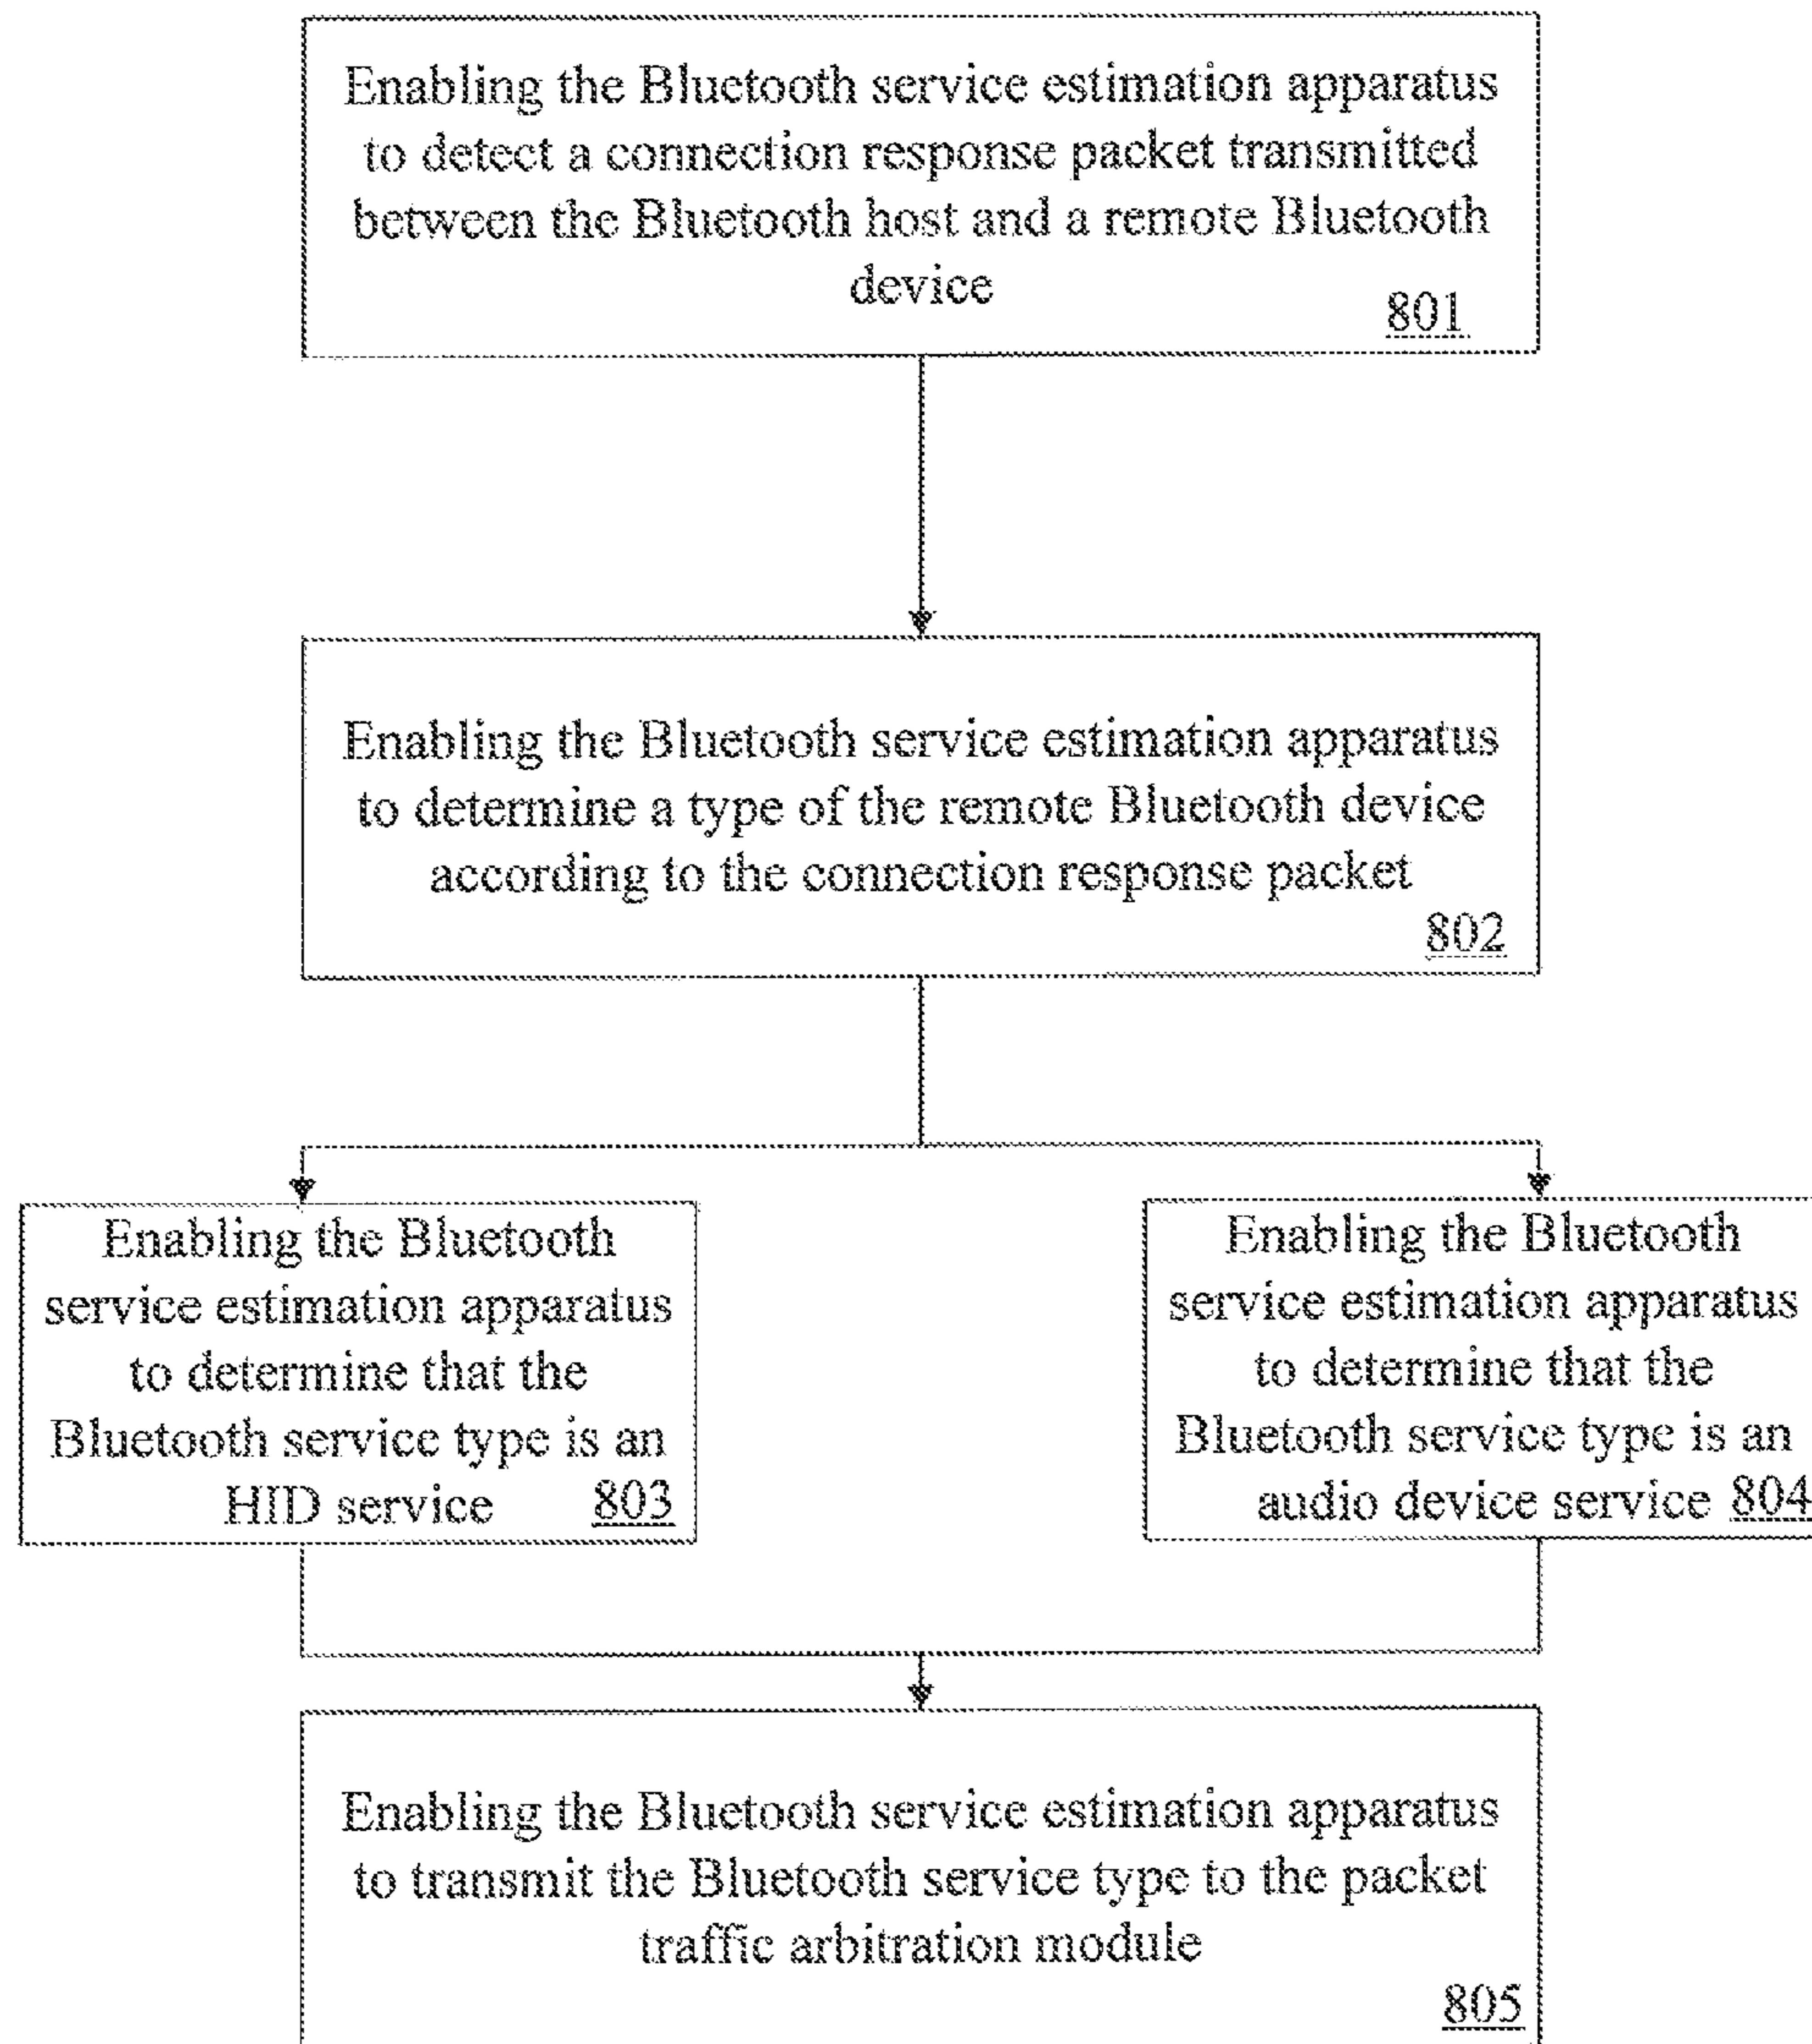 Enabling the Bluetooth service estimation apparatus
to detect a connection response packet transmitted
between the Bluetooth host and a remote Bluetooth
device
801
Enabling the Bluetooth service estimation apparatus
to determine a type of the remote Bluetooth device
according to the connection response packet
802
Enabling the Bluetooth
service estimation apparatus
to determine that the
Bluetooth service type is an
HID service 803
Enabling the Bluetooth
service estimation apparatus
to determine that the
Bluetooth service type is an
audio device service 804
Enabling the Bluetooth service estimation apparatus
to transmit the Bluetooth service type to the packet
traffic arbitration module
805